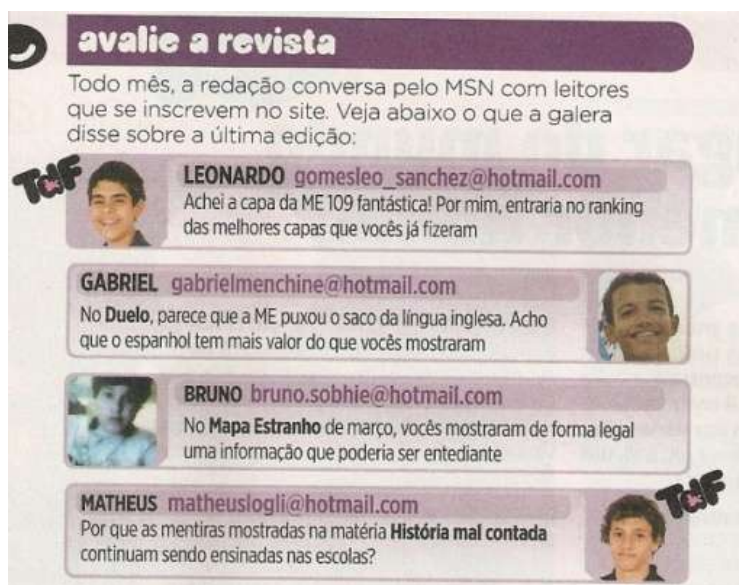 avalie a revista
Todo mês, a redação conversa pelo MSN com leitores
que se inscrevem no site. Veja abaixo o que a galera
disse sobre a última edição:
TdF
LEONARDO gomesleo_sanchez@hotmail.com
Achei a capa da ME 109 fantástica! Por mim, entraria no ranking
das melhores capas que vocês já fizeram
GABRIEL gabrielmenchine@hotmail.com
No Duelo, parece que a ME puxou o saco da língua inglesa. Acho
que o espanhol tem mais valor do que vocês mostraram
BRUNO bruno.sobhie@hotmail.com
No Mapa Estranho de março, vocês mostraram de forma legal
uma informação que poderia ser entediante
TdF
MATHEUS matheuslogli@hotmail.com
Por que as mentiras mostradas na matéria História mal contada
continuam sendo ensinadas nas escolas?